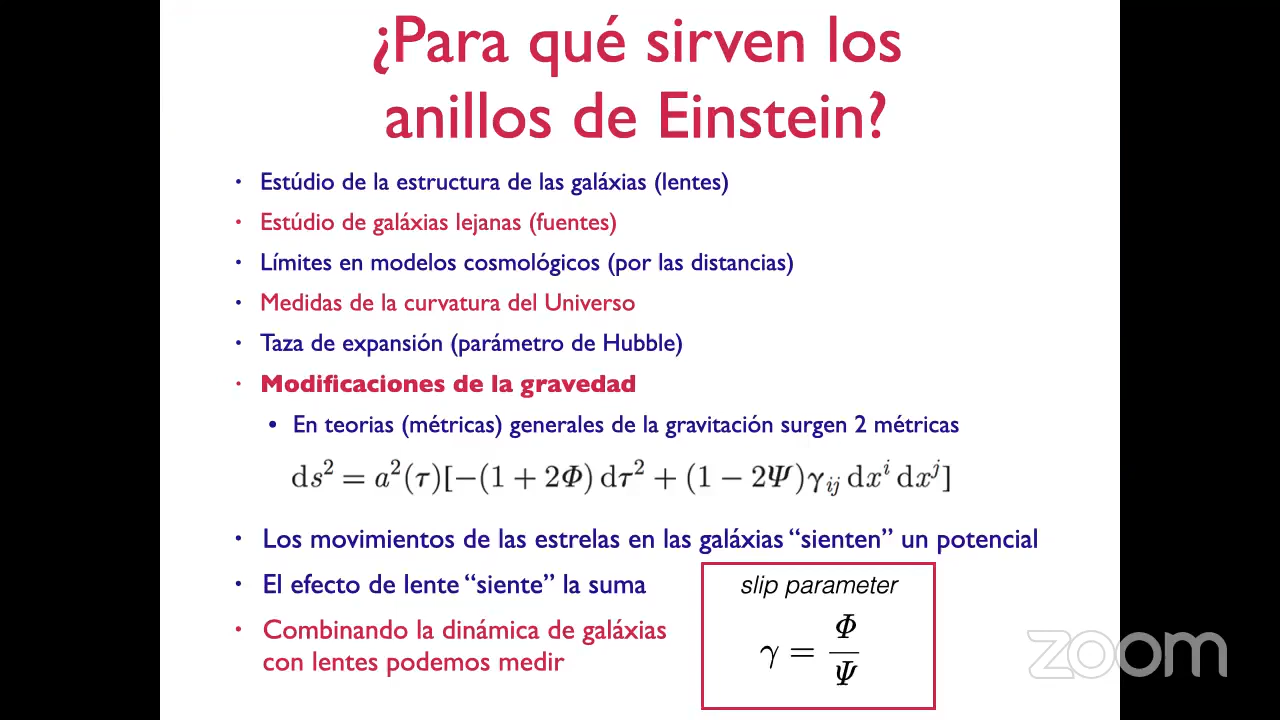 ¿Para qué sirven los
anillos de Einstein?
• Estúdio de la estructura de las galáxias (lentes)
• Estúdio de galáxias lejanas (fuentes)
• Límites en modelos cosmológicos (por las distancias)
• Medidas de la curvatura del Universo
• Taza de expansión (parámetro de Hubble)
• Modificaciones de la gravedad
• En teorias (métricas) generales de la gravitación surgen 2 métricas
ds² = a²(τ)[−(1 + 2Φ) dτ² + (1 − 2Ψ)γᵢⱼ dxⁱ dxʲ]
• Los movimientos de las estrelas en las galáxias “sienten” un potencial
• El efecto de lente “siente” la suma
• Combinando la dinámica de galáxias
con lentes podemos medir
slip parameter
γ = Φ/Ψ
zoom